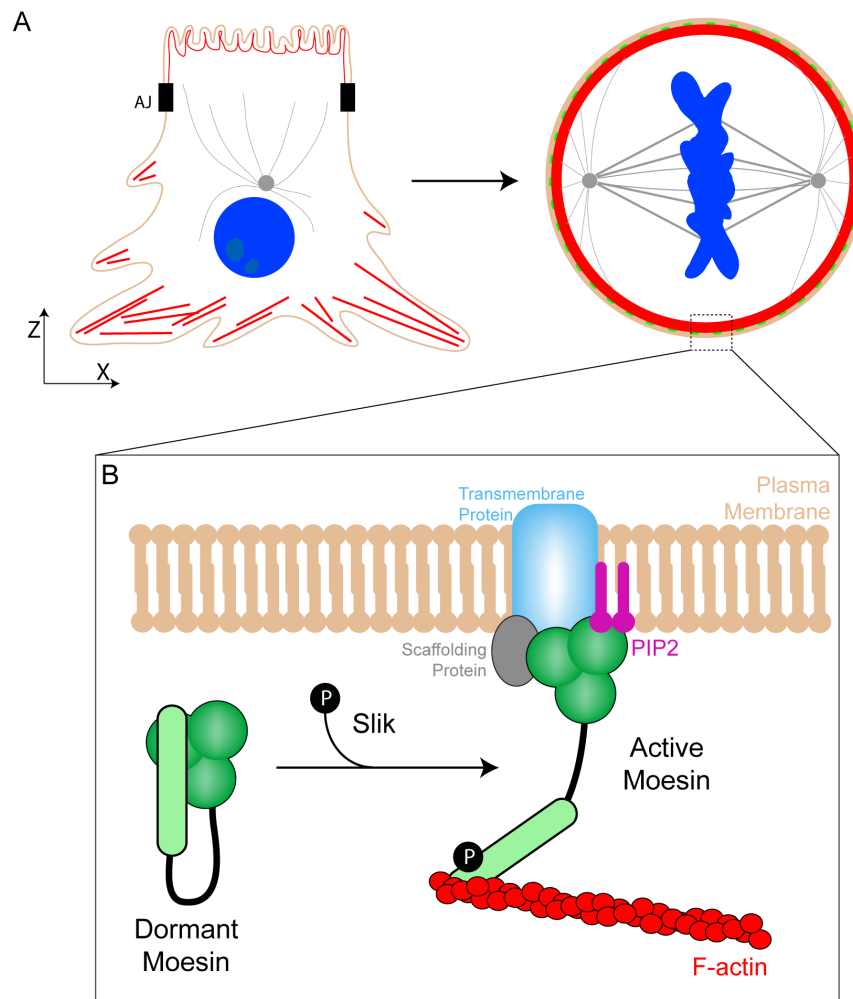 A
AJ
Z
X
B
Transmembrane
Protein
Plasma
Membrane
Scaffolding
Protein
PIP2
P
Slik
Active
Moesin
P
Dormant
Moesin
F-actin